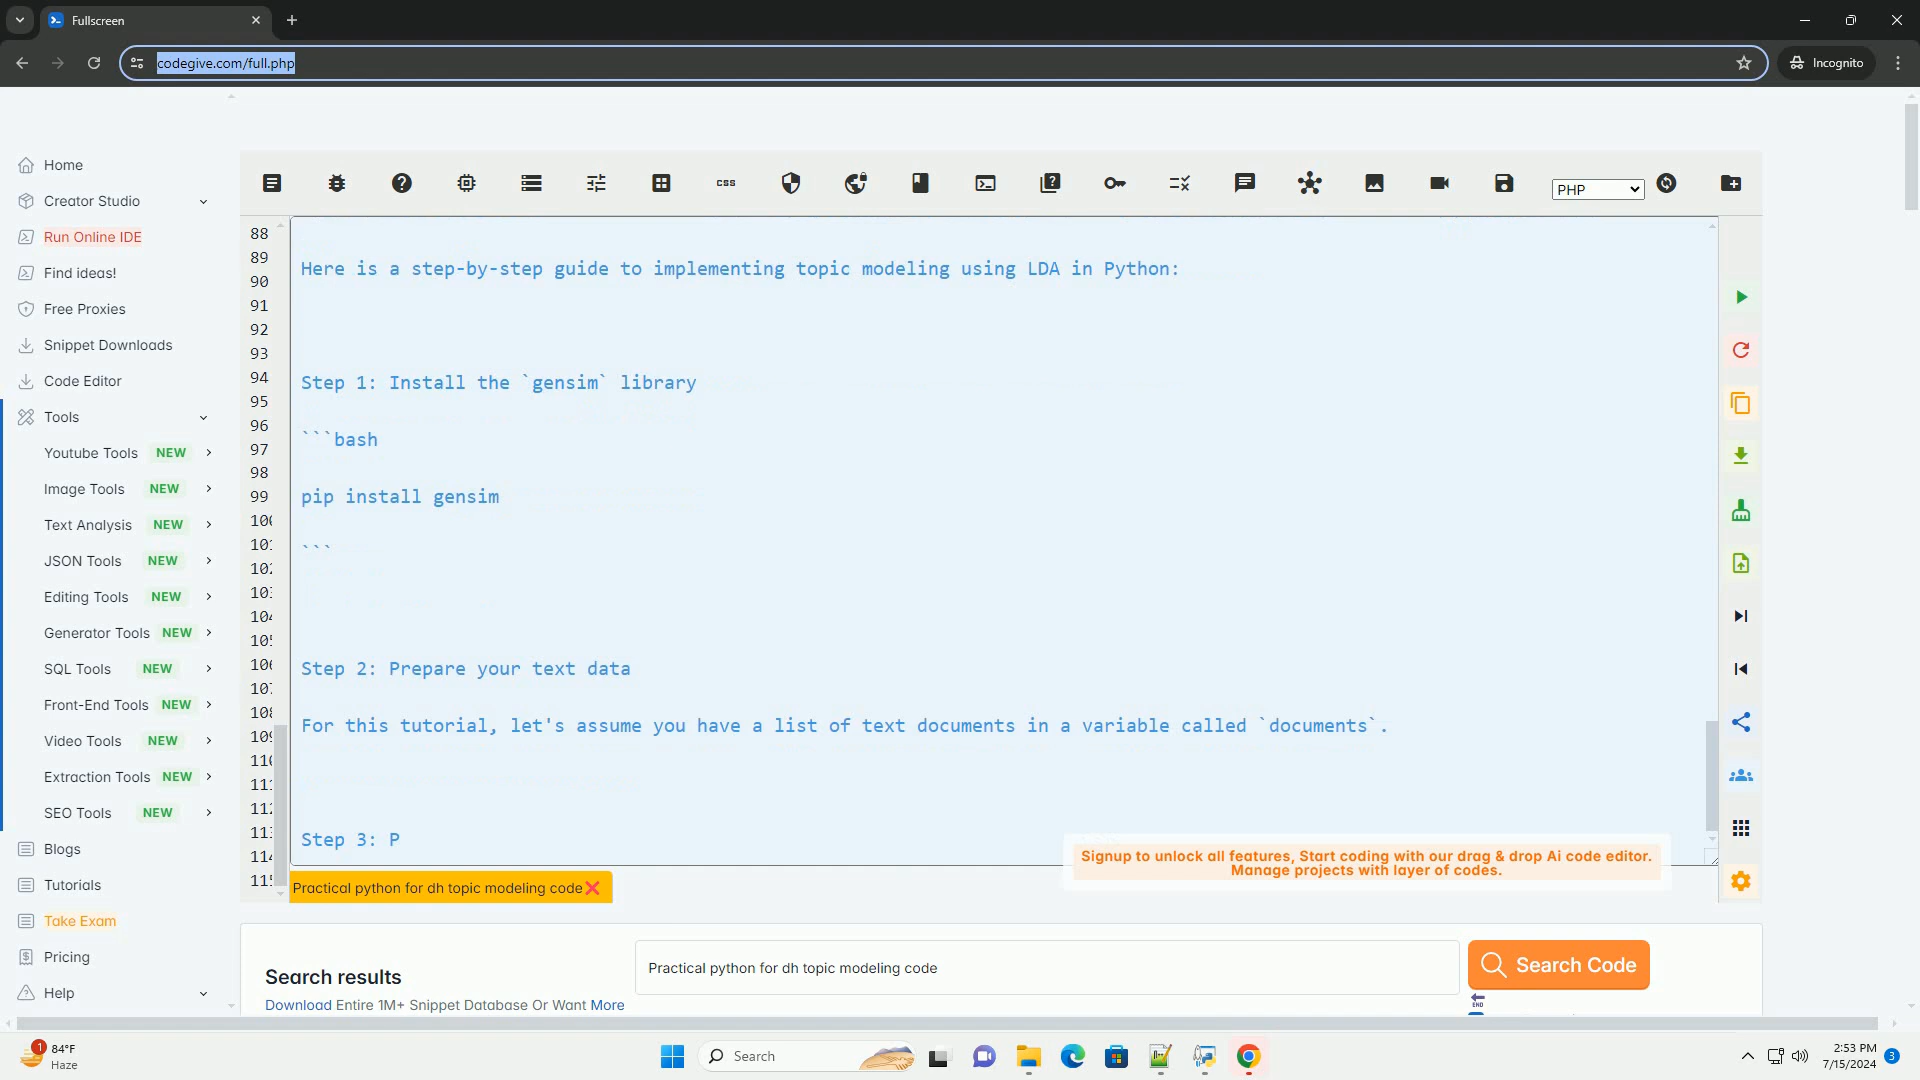 Fullscreen
codegive.com/full.php
Incognito
Home
Creator Studio
Run Online IDE
Find ideas!
Free Proxies
Snippet Downloads
Code Editor
Tools
Youtube Tools NEW
Image Tools NEW
Text Analysis NEW
JSON Tools NEW
Editing Tools NEW
Generator Tools NEW
SQL Tools NEW
Front-End Tools NEW
Video Tools NEW
Extraction Tools NEW
SEO Tools NEW
Blogs
Tutorials
Take Exam
Pricing
Help
css
PHP
88
89
90
91
92
93
94
95
96
97
98
99
Here is a step-by-step guide to implementing topic modeling using LDA in Python:
Step 1: Install the `gensim` library
```bash
pip install gensim
```
Step 2: Prepare your text data
For this tutorial, let's assume you have a list of text documents in a variable called `documents`.
Step 3: P
Signup to unlock all features, Start coding with our drag & drop Ai code editor.
Manage projects with layer of codes.
Practical python for dh topic modeling code
Search results
Download Entire 1M+ Snippet Database Or Want More
Practical python for dh topic modeling code
Search Code
END
1
84°F
Haze
Search
2:53 PM
7/15/2024
3